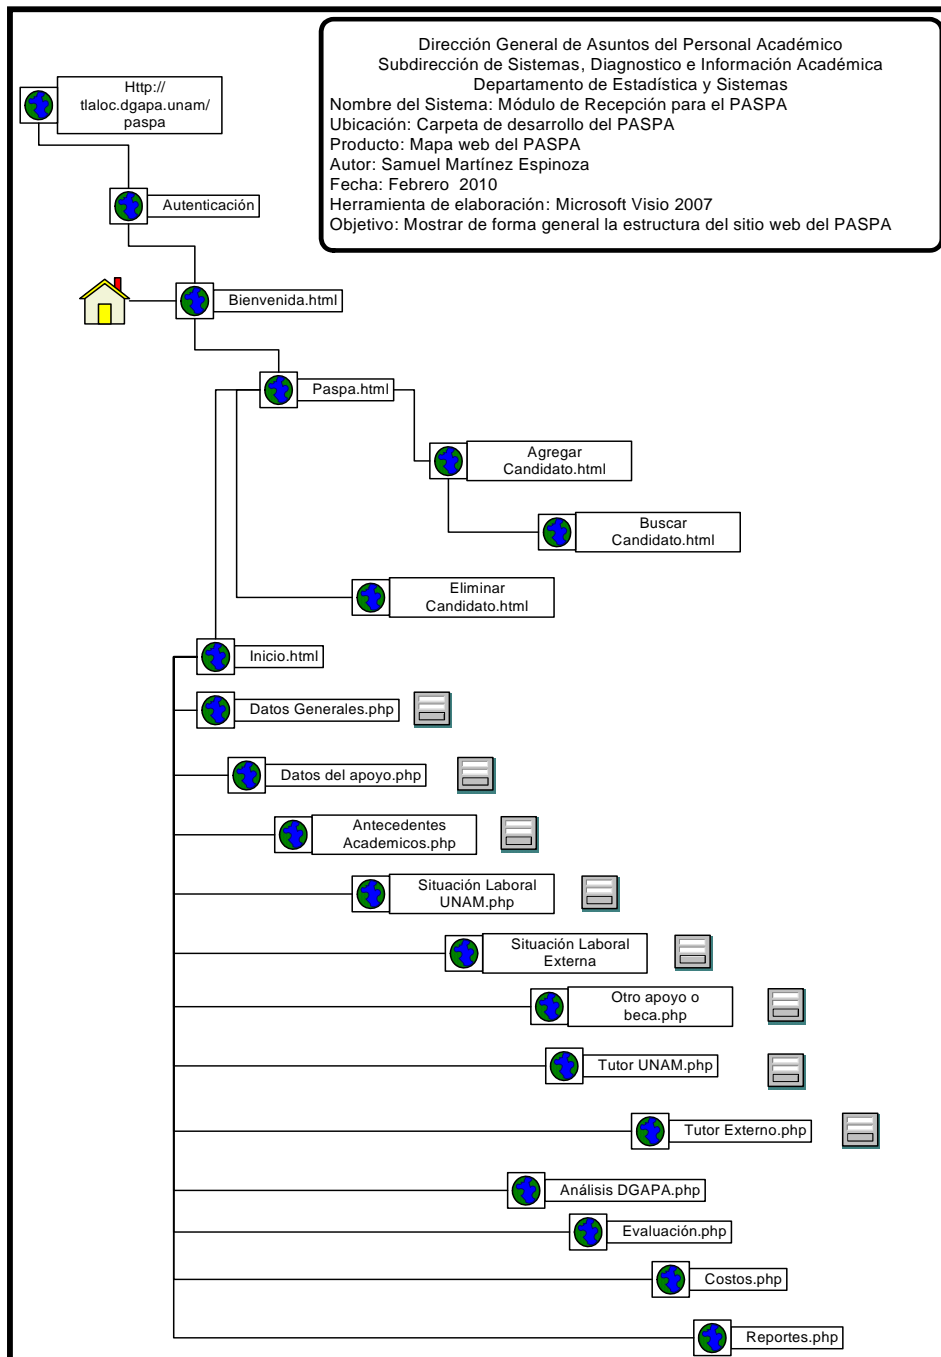 Dirección General de Asuntos del Personal Académico
Subdirección de Sistemas, Diagnostico e Información Académica
Departamento de Estadística y Sistemas
Nombre del Sistema: Módulo de Recepción para el PASPA
Ubicación: Carpeta de desarrollo del PASPA
Producto: Mapa web del PASPA
Autor: Samuel Martínez Espinoza
Fecha: Febrero  2010
Herramienta de elaboración: Microsoft Visio 2007
Objetivo: Mostrar de forma general la estructura del sitio web del PASPA
Http://
tlaloc.dgapa.unam/
paspa
Autenticación
Bienvenida.html
Paspa.html
Agregar
Candidato.html
Buscar
Candidato.html
Eliminar
Candidato.html
Inicio.html
Datos Generales.php
Datos del apoyo.php
Antecedentes
Academicos.php
Situación Laboral
UNAM.php
Situación Laboral
Externa
Otro apoyo o
beca.php
Tutor UNAM.php
Tutor Externo.php
Análisis DGAPA.php
Evaluación.php
Costos.php
Reportes.php